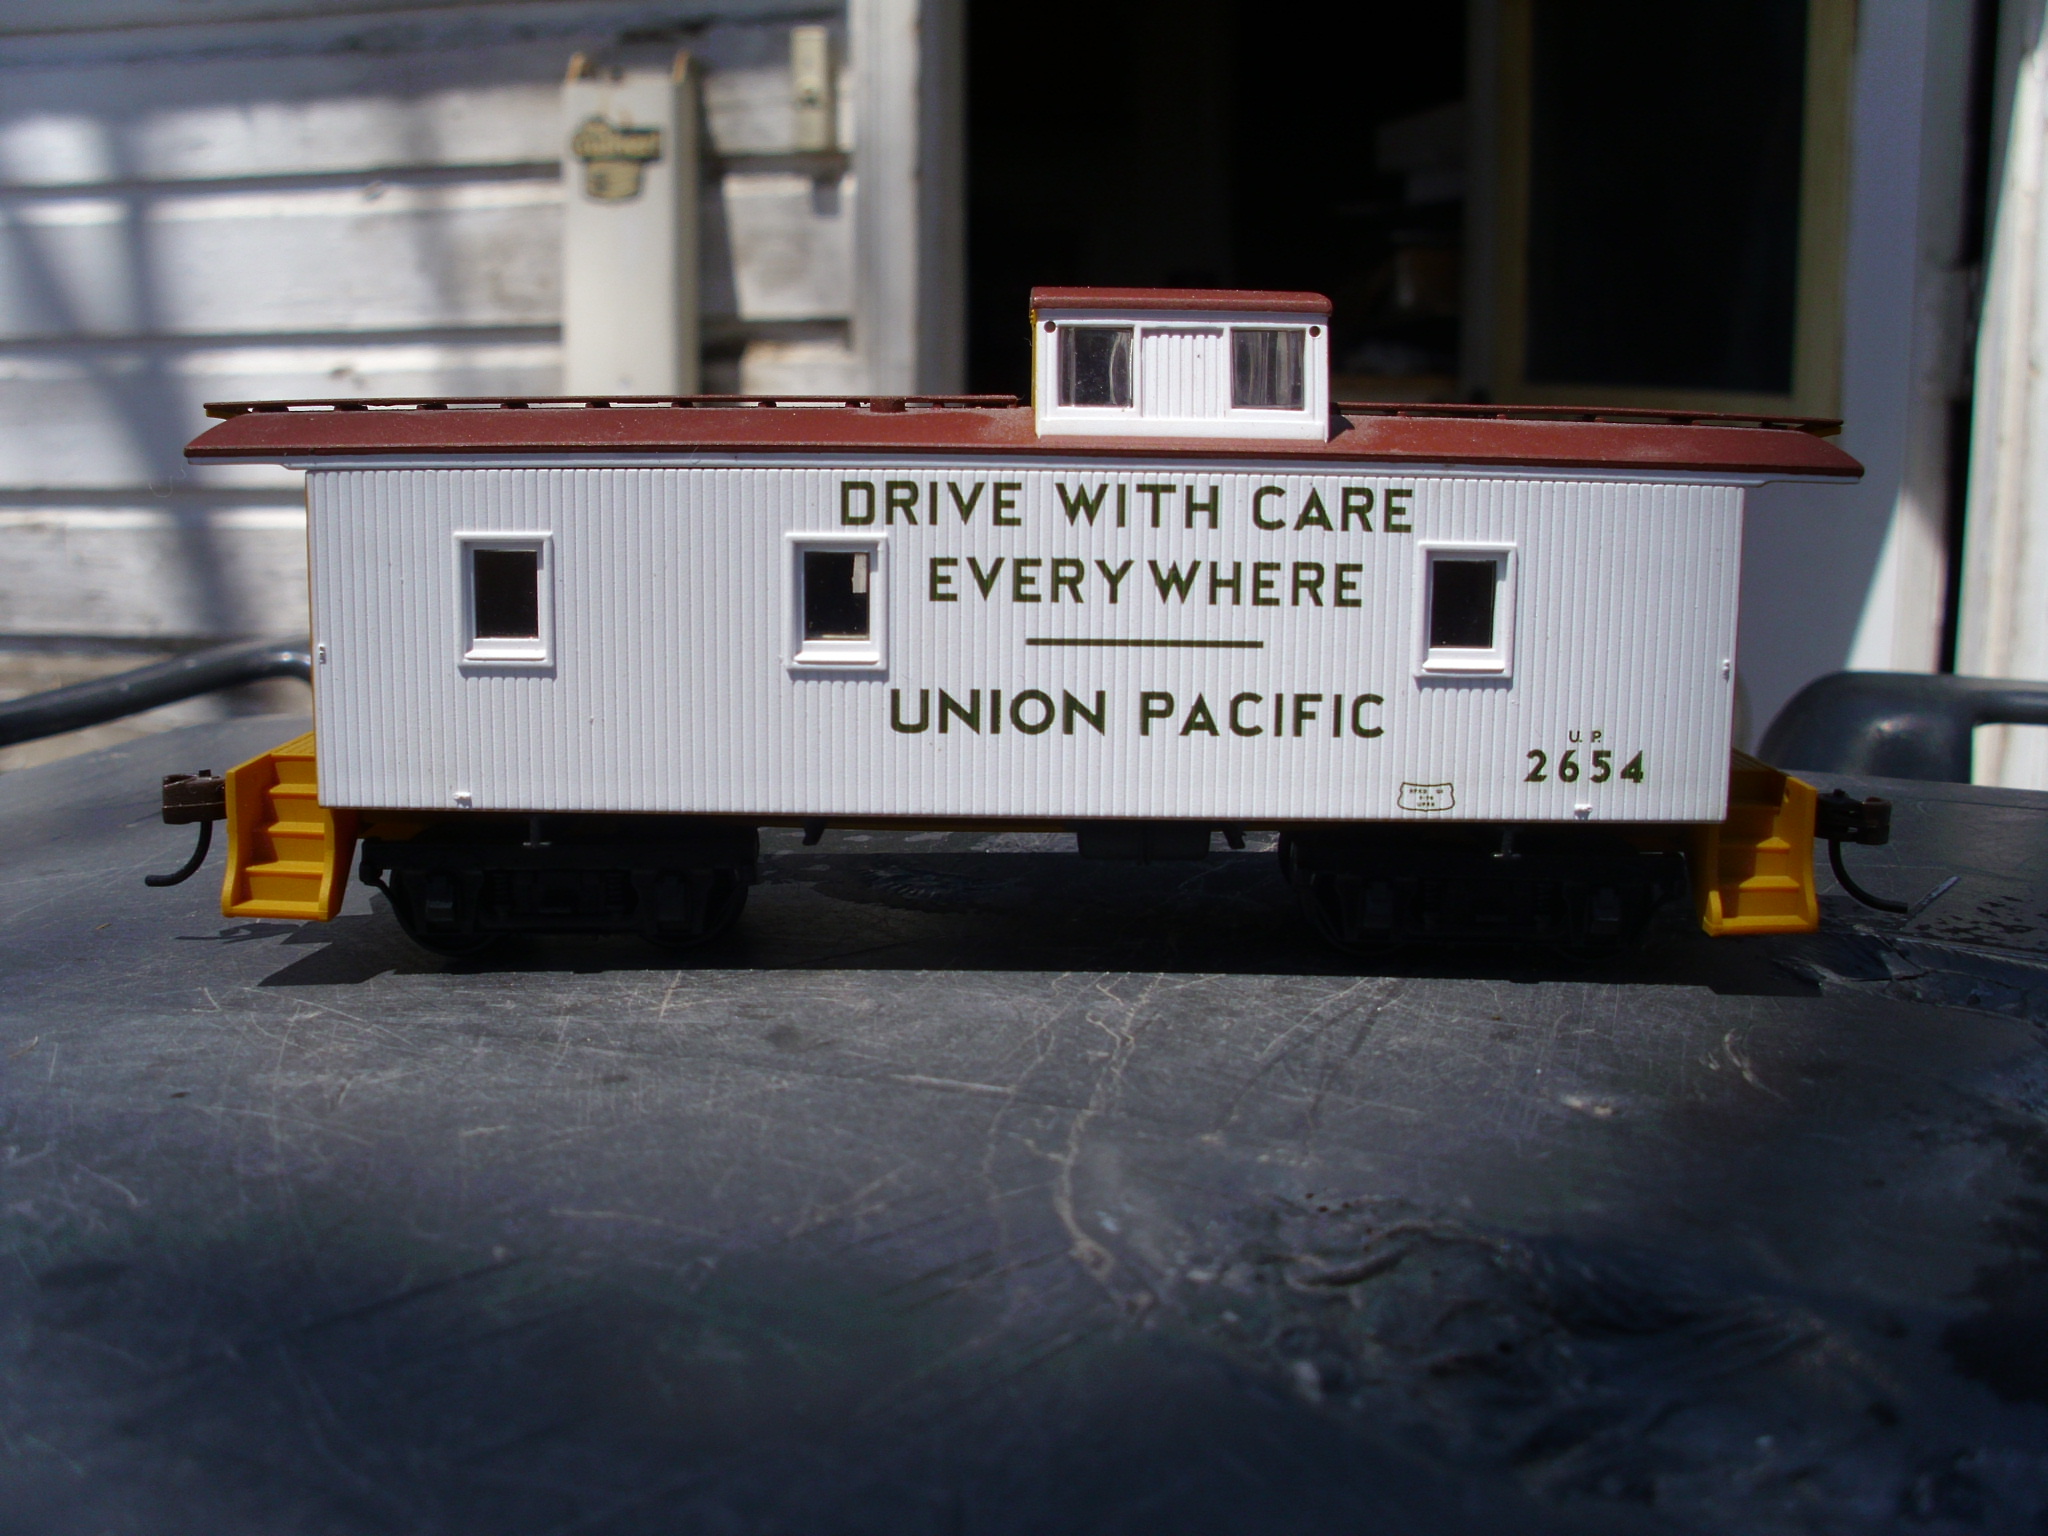 DRIVE WITH CARE
EVERYWHERE
UNION PACIFIC
U. P.
2654